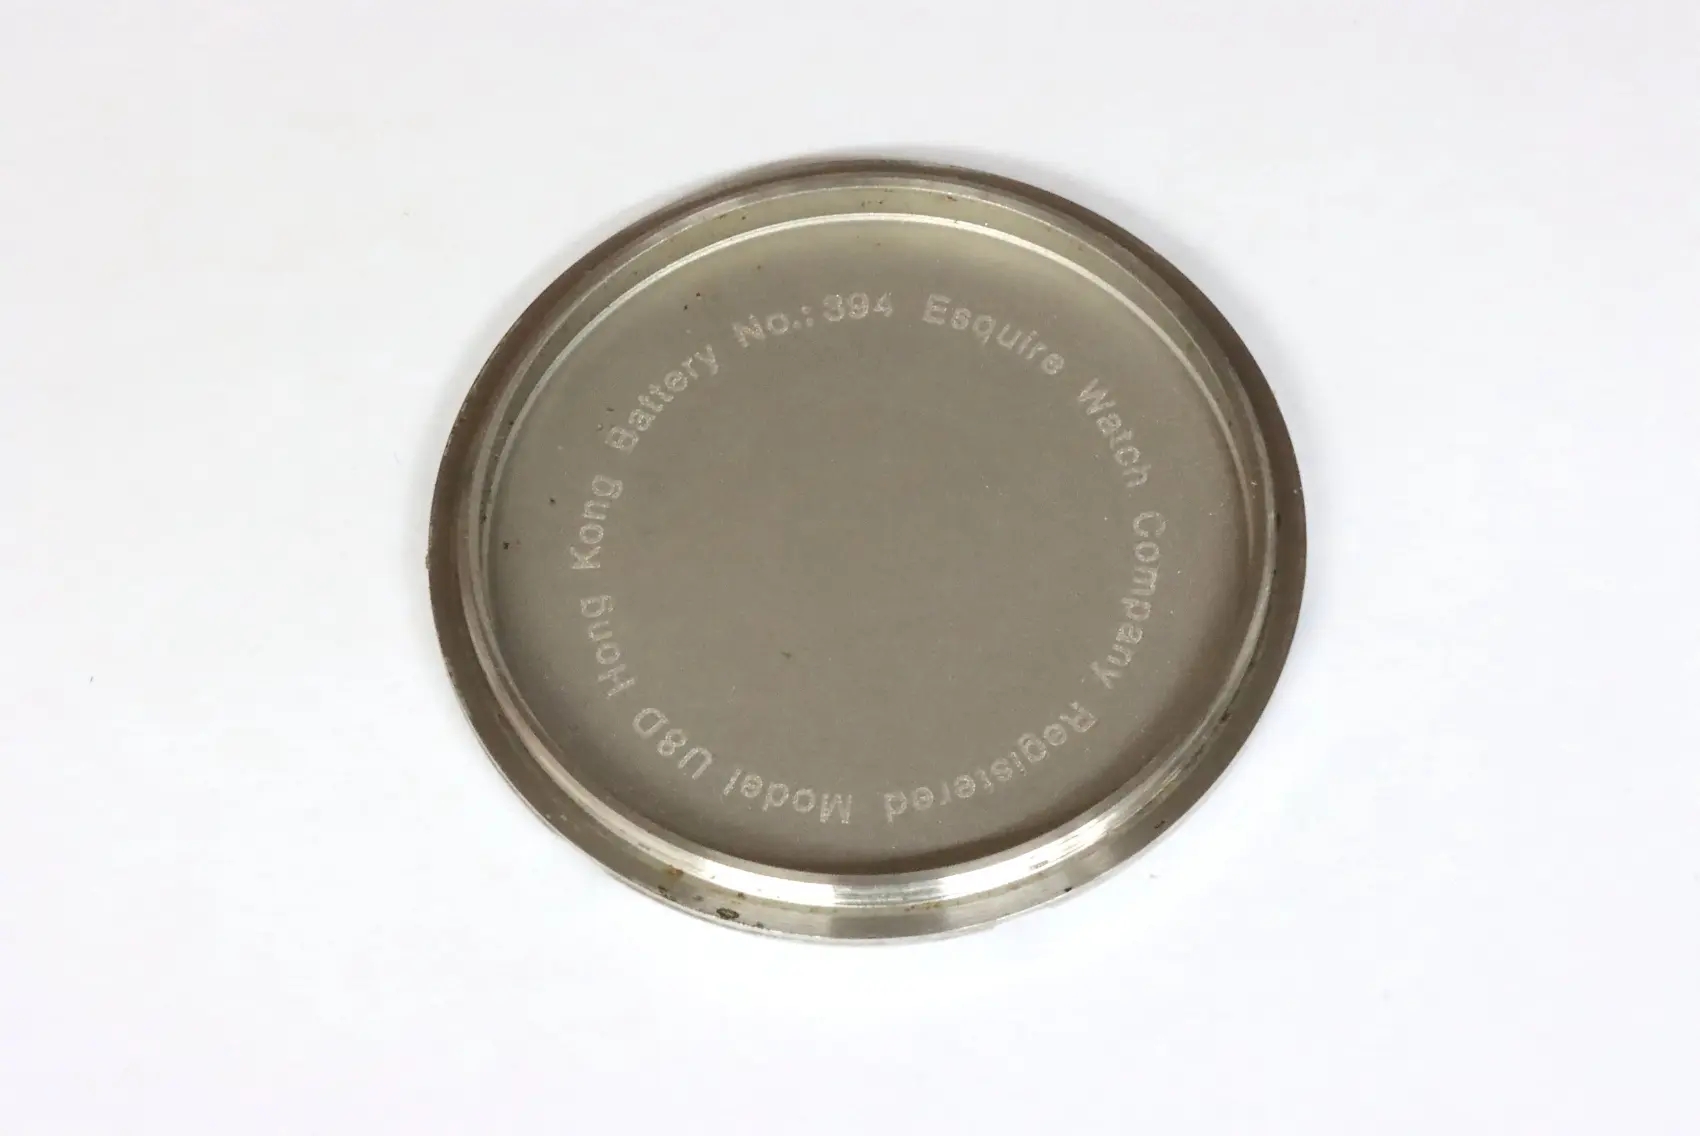 Esquire Watch Company Registered Model U8D Hong Kong Battery No.:394